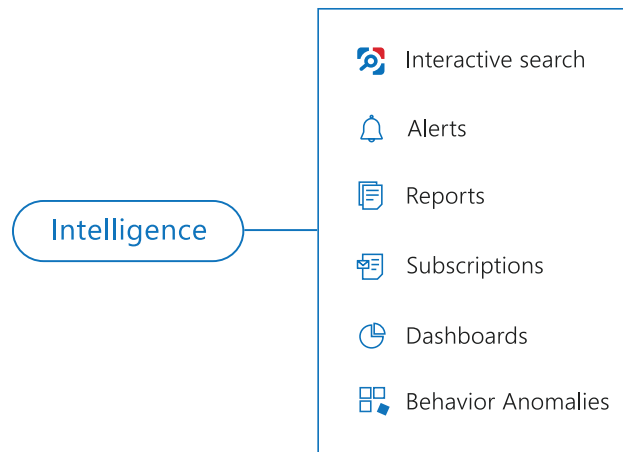 Interactive search
Alerts
Reports
Intelligence
Subscriptions
Dashboards
Behavior Anomalies